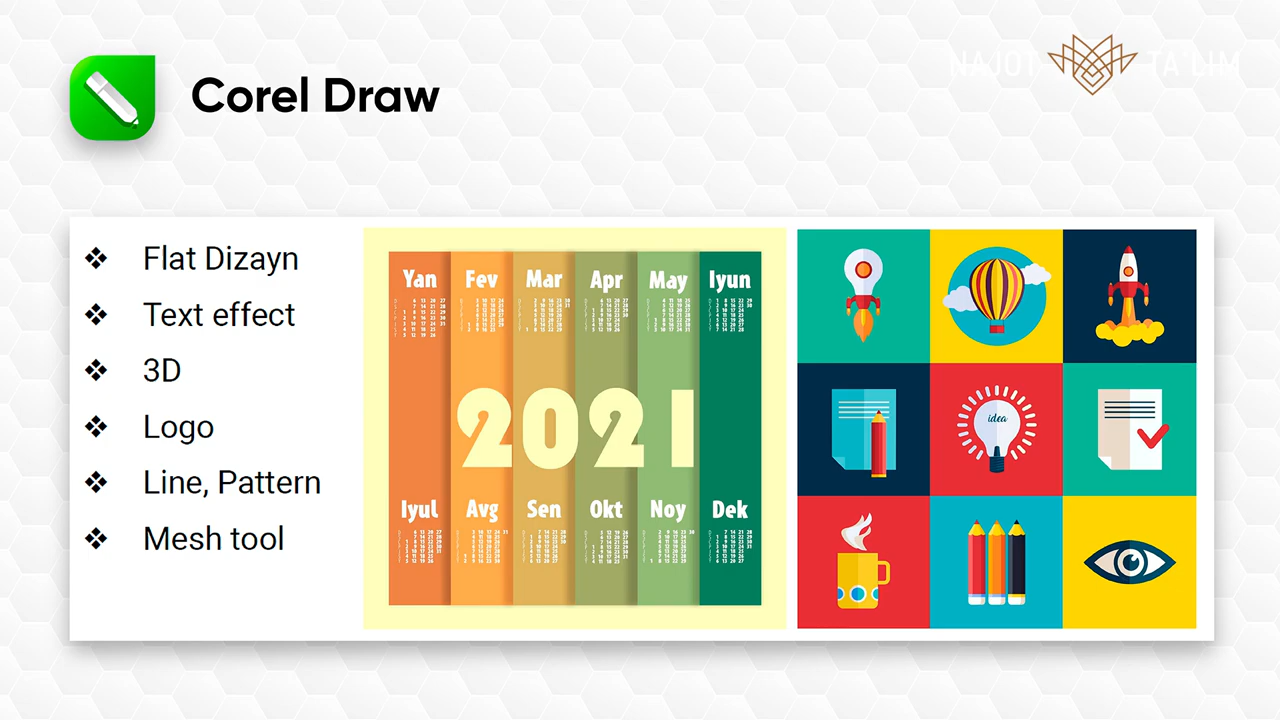 NAJOT TA'LIM
Corel Draw
❖ Flat Dizayn
❖ Text effect
❖ 3D
❖ Logo
❖ Line, Pattern
❖ Mesh tool
Yan Fev Mar Apr May Iyun
2021
Iyul Avg Sen Okt Noy Dek
idea